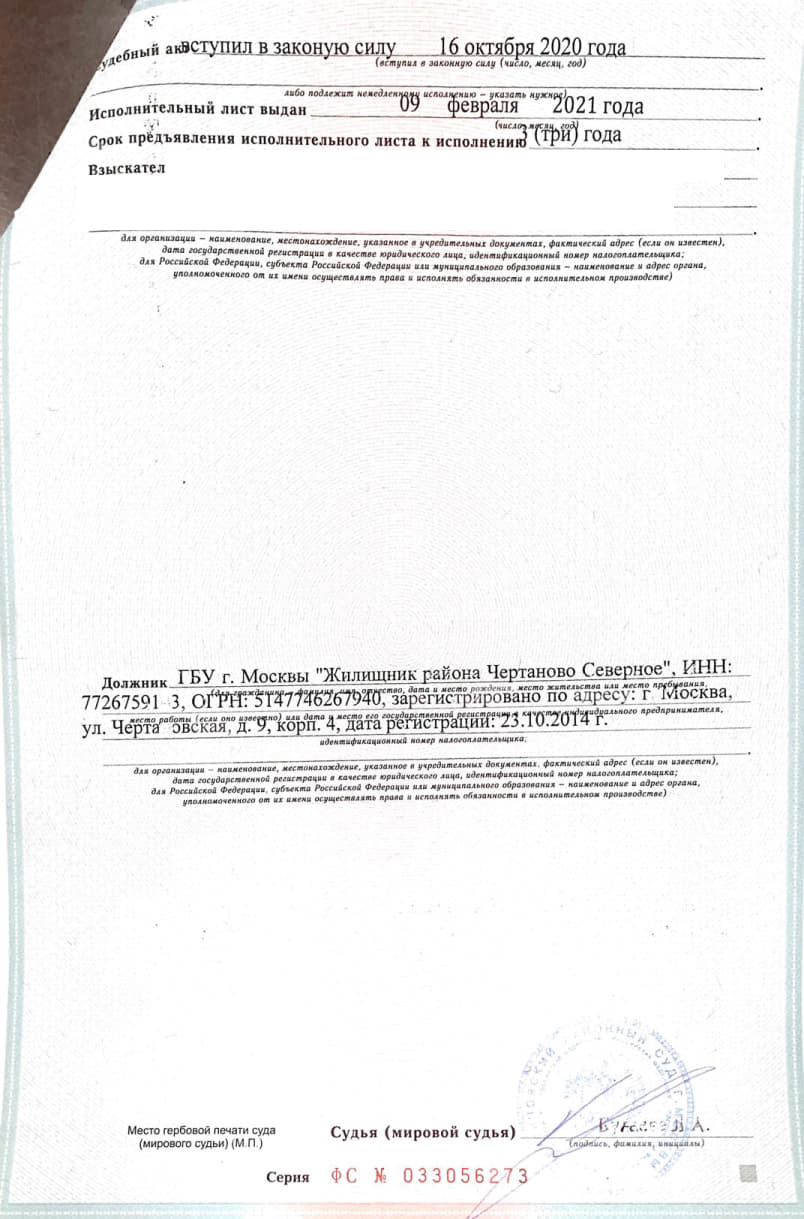 удебный ак вступил в законую силу 16 октября 2020 года
(вступил в законную силу (число, месяц, год)
либо подлежит немедленному исполнению – указать нужное)
Исполнительный лист выдан 09 февраля 2021 года
(число, месяц, год)
Срок предъявления исполнительного листа к исполнению 3 (три) года
Взыскател
для организации – наименование, местонахождение, указанное в учредительных документах, фактический адрес (если он известен),
дата государственной регистрации в качестве юридического лица, идентификационный номер налогоплательщика;
для Российской Федерации, субъекта Российской Федерации или муниципального образования – наименование и адрес органа,
уполномоченного от их имени осуществлять права и исполнять обязанности в исполнительном производстве)
Должник ГБУ г. Москвы "Жилищник района Чертаново Северное", ИНН:
(для гражданина – фамилия, имя, отчество, дата и место рождения, место жительства или место пребывания,
77267591 3, ОГРН: 5147746267940, зарегистрировано по адресу: г Москва,
место работы (если оно известно) или дата и место его государственной регистрации в качестве индивидуального предпринимателя,
ул. Черта овская, д. 9, корп. 4, дата регистрации: 23.10.2014 г.
идентификационный номер налогоплательщика;
для организации – наименование, местонахождение, указанное в учредительных документах, фактический адрес (если он известен),
дата государственной регистрации в качестве юридического лица, идентификационный номер налогоплательщика;
для Российской Федерации, субъекта Российской Федерации или муниципального образования – наименование и адрес органа,
уполномоченного от их имени осуществлять права и исполнять обязанности в исполнительном производстве)
Место гербовой печати суда
(мирового судьи) (М.П.)
Судья (мировой судья)
(подпись, фамилия, инициалы)
Серия ФС № 033056273